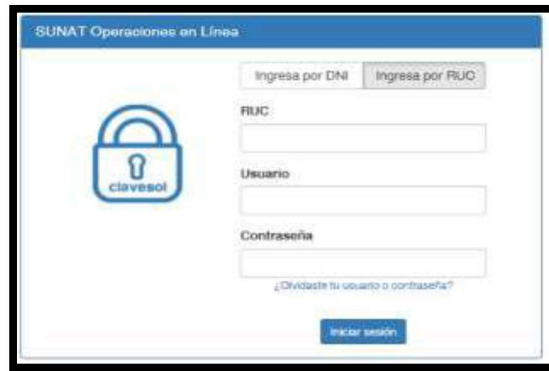 SUNAT Operaciones en Línea
Ingresa por DNI Ingresa por RUC
RUC
clavesol
Usuario
Contraseña
¿Olvidaste tu usuario o contraseña?
Iniciar sesión